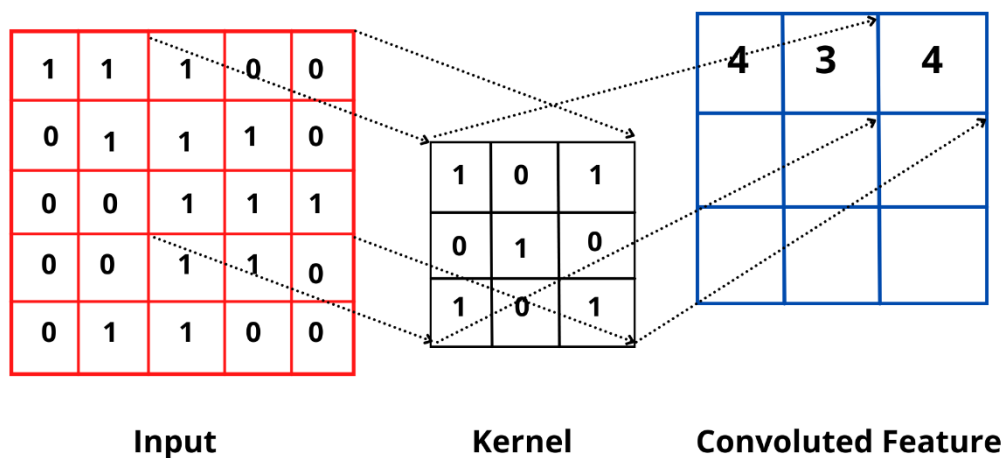 1 1 1 0 0
0 1 1 1 0
0 0 1 1 1
0 0 1 1 0
0 1 1 0 0
1 0 1
0 1 0
1 0 1
4 3 4
Input
Kernel
Convoluted Feature